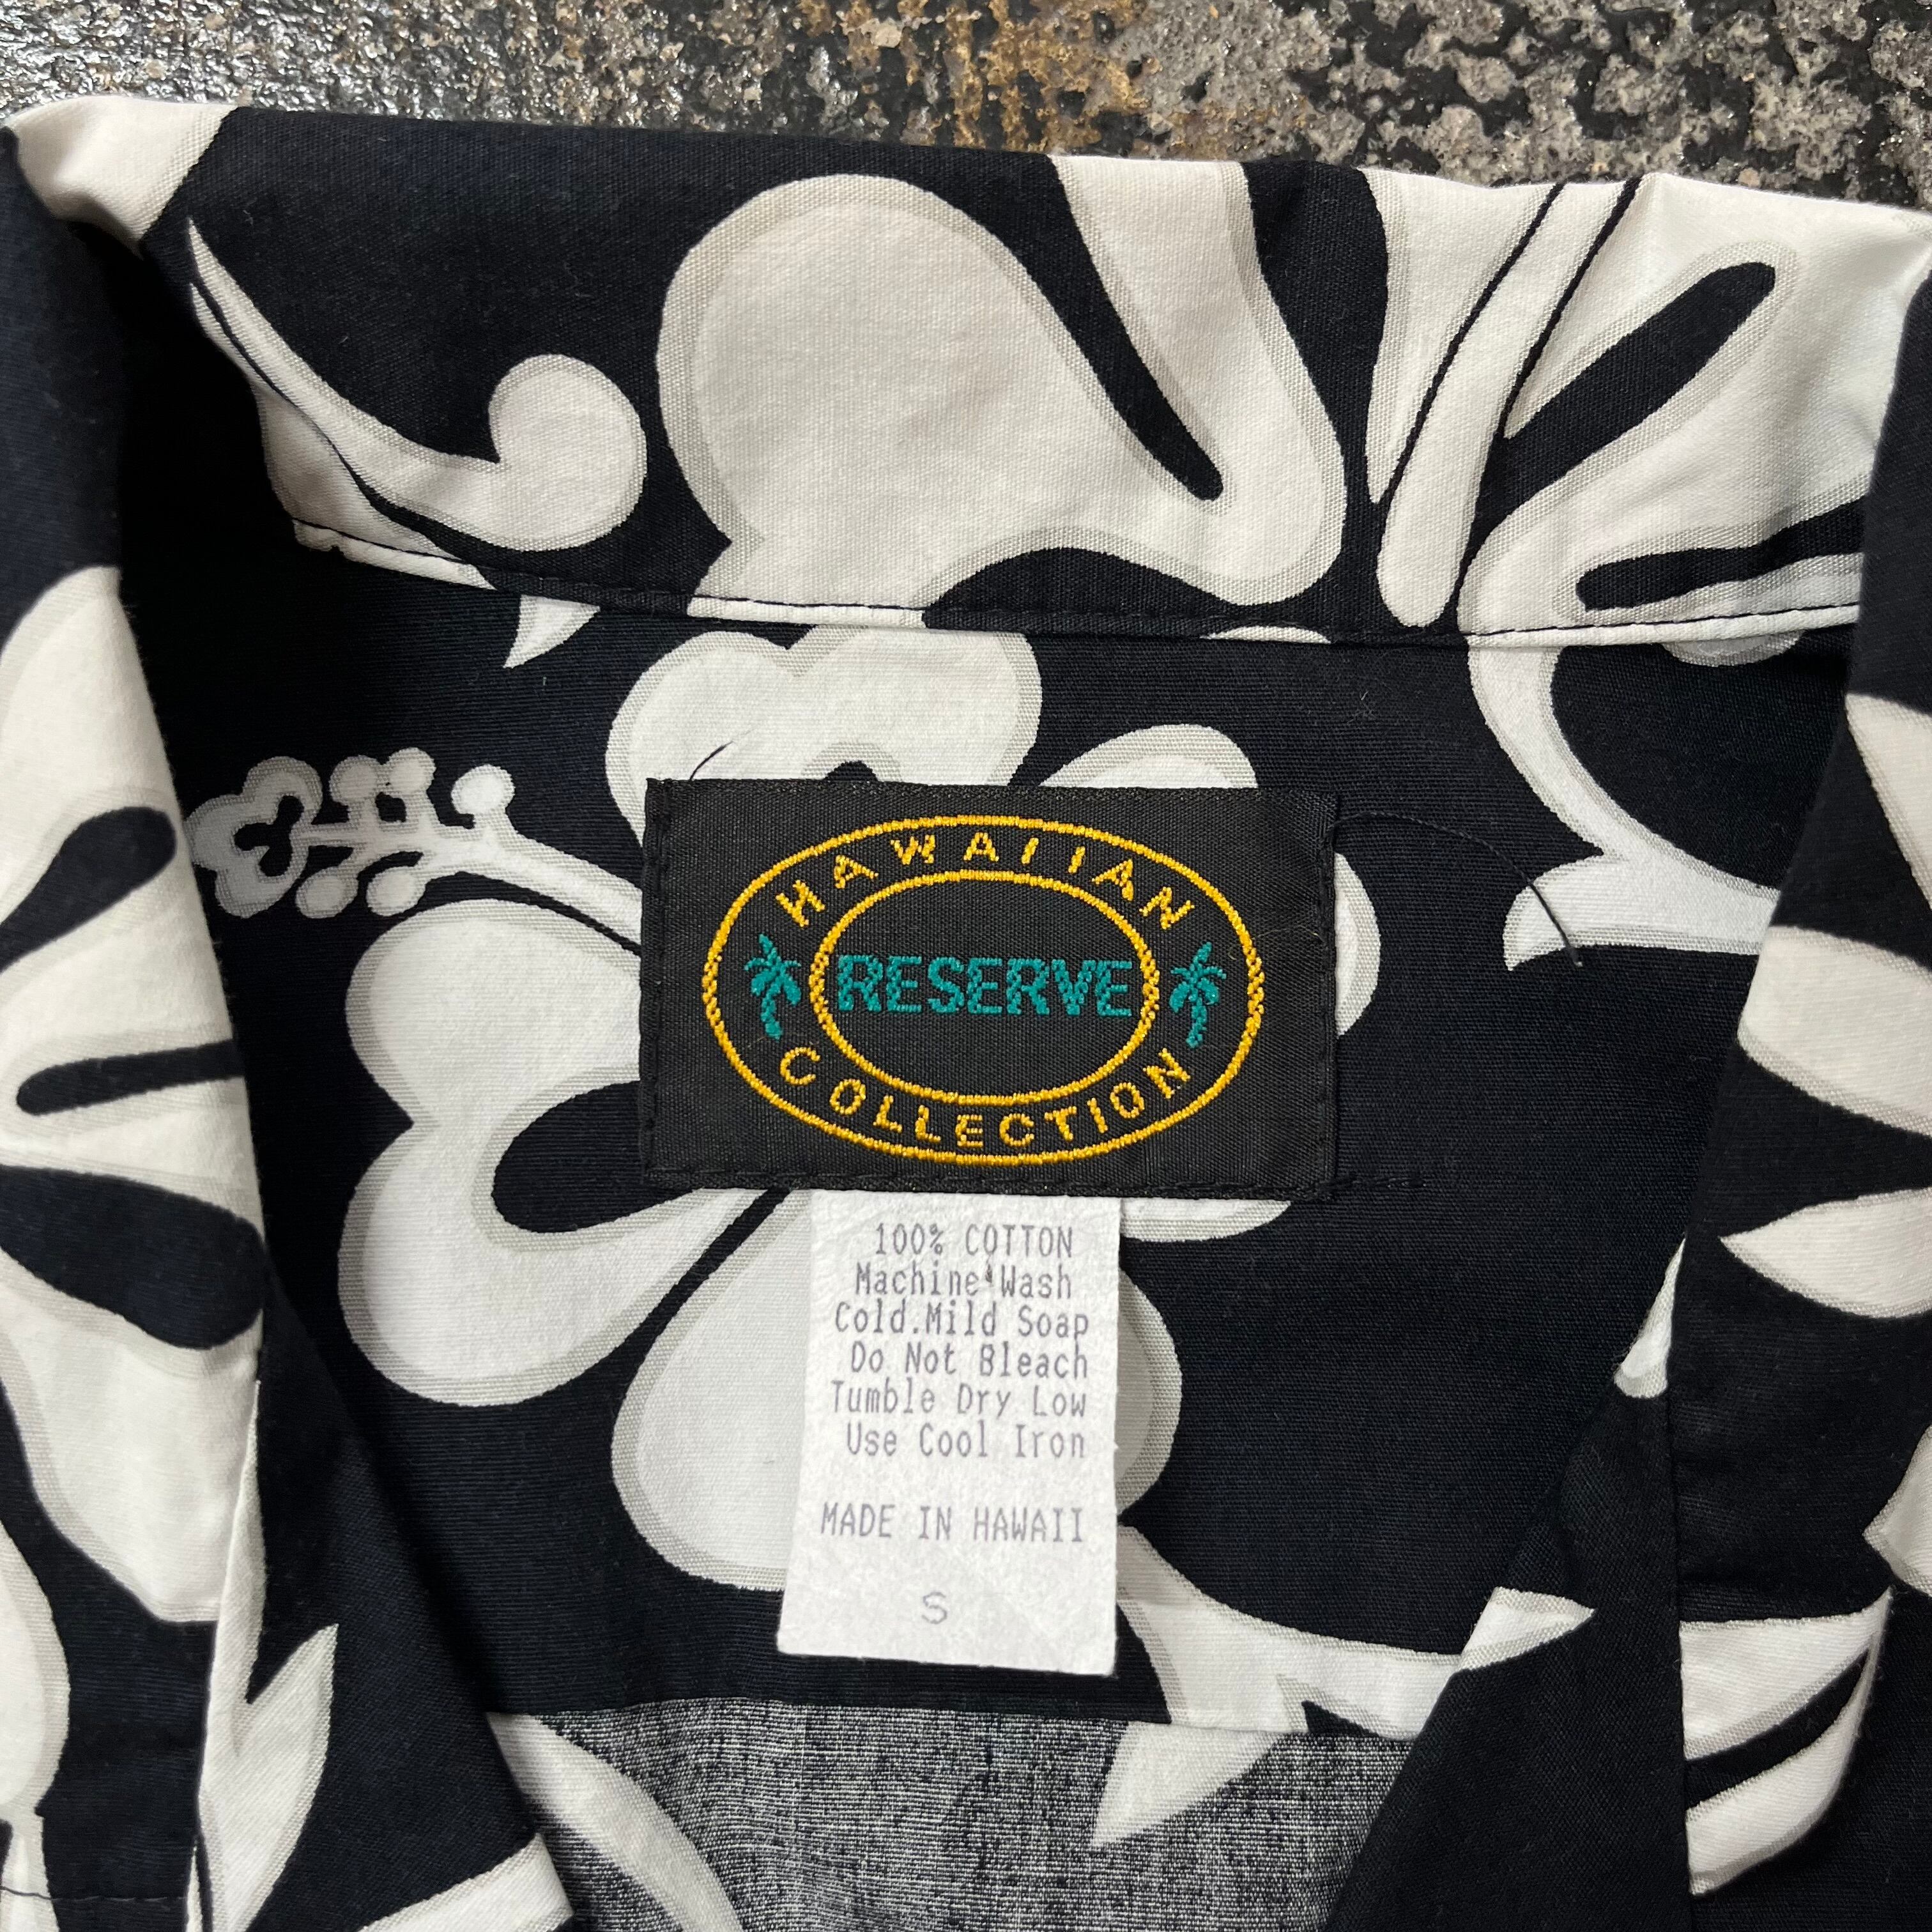 HAWAIIAN
RESERVE
COLLECTION
100% COTTON
Machine Wash
Cold.Mild Soap
Do Not Bleach
Tumble Dry Low
Use Cool Iron
MADE IN HAWAII
S